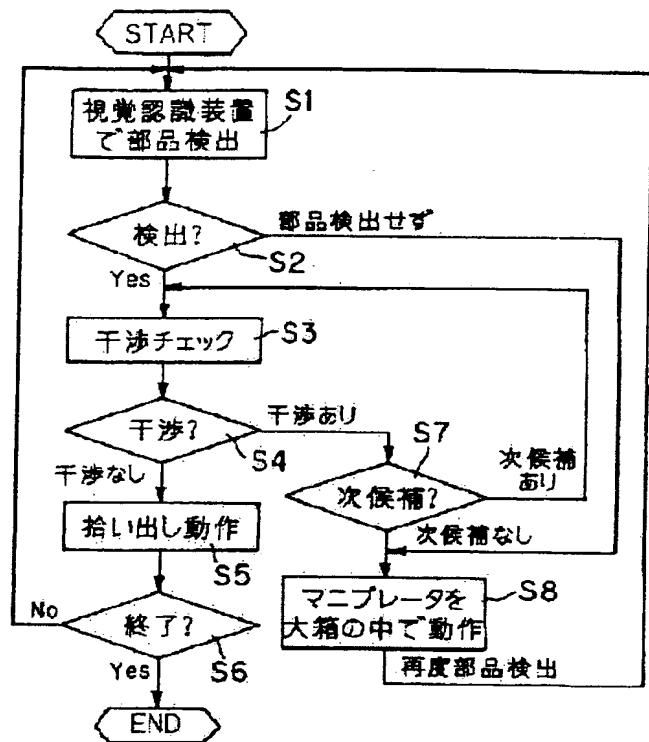 START
視覚認識装置
で部品検出
S1
検出?
部品検出せず
S2
Yes
干渉チェック
S3
干渉?
干渉あり
S4
S7
干渉なし
次候補?
次候補
あり
拾い出し動作
S5
次候補なし
マニプレータを
大箱の中で動作
S8
No
終了?
S6
再度部品検出
Yes
END